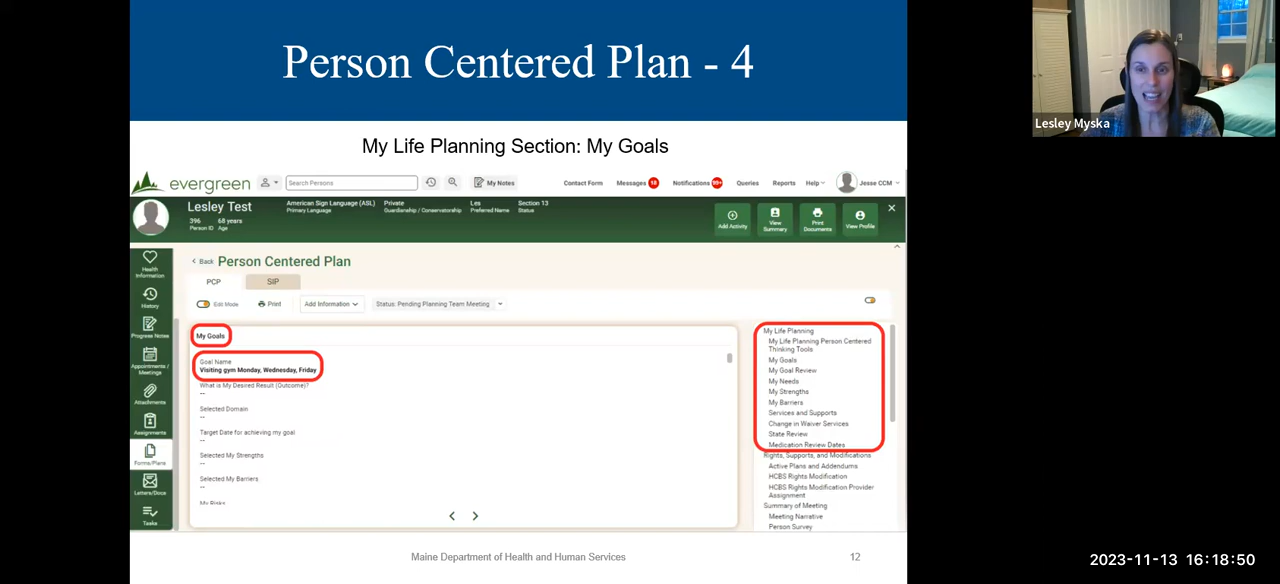 Person Centered Plan - 4
Lesley Myska
My Life Planning Section: My Goals
evergreen
Search Persons
My Notes
Contact Form
Messages 18
Notifications 99+
Queries
Reports
Help
Jesse CCM
Lesley Test
396 68 years
Person ID Age
American Sign Language (ASL)
Primary Language
Private
Guardianship / Conservatorship
Les
Preferred Name
Section 13
Status
Add Activity
View Summary
Print Documents
View Profile
Health Information
History
Progress Notes
Appointments / Meetings
Attachments
Assignments
Forms/Plans
Letters/Docs
Tasks
Back Person Centered Plan
PCP
SIP
Edit Mode
Print
Add Information
Status: Pending Planning Team Meeting
My Goals
Goal Name
Visiting gym Monday, Wednesday, Friday
What is My Desired Result (Outcome)?
--
Selected Domain
--
Target Date for achieving my goal
--
Selected My Strengths
--
Selected My Barriers
--
My Risks
My Life Planning
My Life Planning Person Centered
Thinking Tools
My Goals
My Goal Review
My Needs
My Strengths
My Barriers
Services and Supports
Change in Waiver Services
State Review
Medication Review Dates
Rights, Supports, and Modifications
Active Plans and Addendums
HCBS Rights Modification
HCBS Rights Modification Provider
Assignment
Summary of Meeting
Meeting Narrative
Person Survey
Maine Department of Health and Human Services
12
2023-11-13 16:18:50